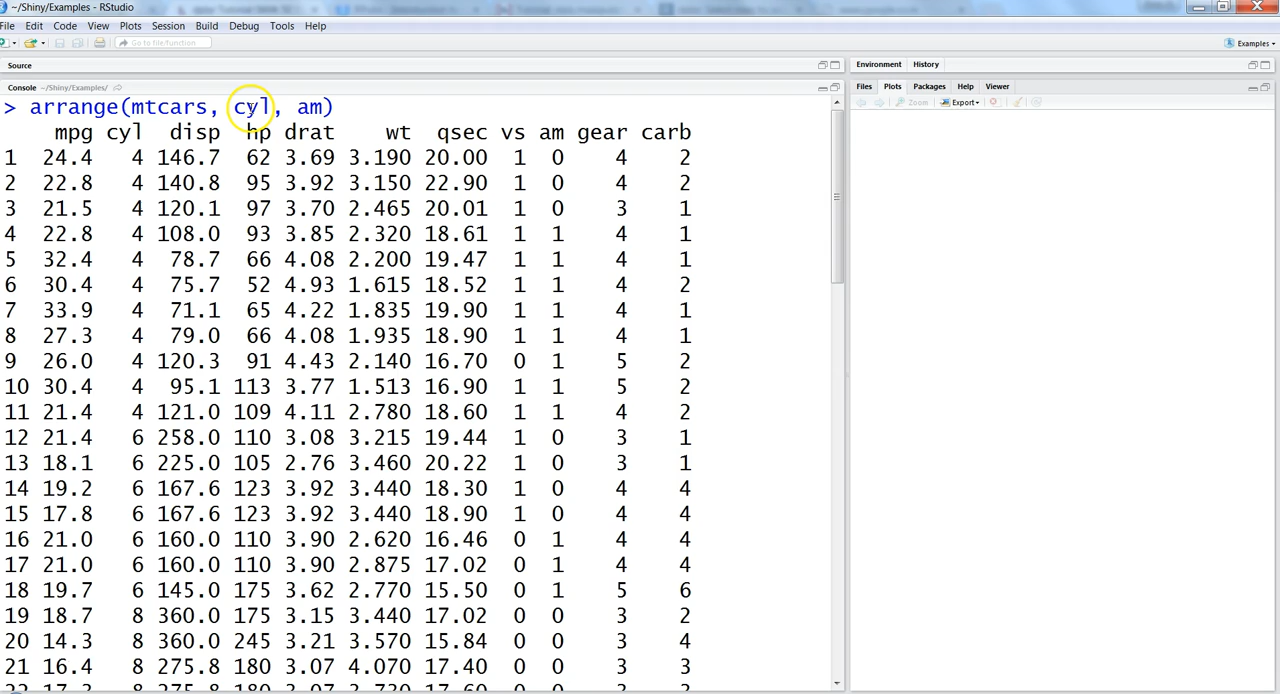 ~/Shiny/Examples - RStudio
File Edit Code View Plots Session Build Debug Tools Help
Go to file/function Examples
Source Environment History
Console ~/Shiny/Examples/ Files Plots Packages Help Viewer
Zoom Export
> arrange(mtcars, cyl, am)
mpg cyl disp hp drat wt qsec vs am gear carb
1 24.4 4 146.7 62 3.69 3.190 20.00 1 0 4 2
2 22.8 4 140.8 95 3.92 3.150 22.90 1 0 4 2
3 21.5 4 120.1 97 3.70 2.465 20.01 1 0 3 1
4 22.8 4 108.0 93 3.85 2.320 18.61 1 1 4 1
5 32.4 4 78.7 66 4.08 2.200 19.47 1 1 4 1
6 30.4 4 75.7 52 4.93 1.615 18.52 1 1 4 2
7 33.9 4 71.1 65 4.22 1.835 19.90 1 1 4 1
8 27.3 4 79.0 66 4.08 1.935 18.90 1 1 4 1
9 26.0 4 120.3 91 4.43 2.140 16.70 0 1 5 2
10 30.4 4 95.1 113 3.77 1.513 16.90 1 1 5 2
11 21.4 4 121.0 109 4.11 2.780 18.60 1 1 4 2
12 21.4 6 258.0 110 3.08 3.215 19.44 1 0 3 1
13 18.1 6 225.0 105 2.76 3.460 20.22 1 0 3 1
14 19.2 6 167.6 123 3.92 3.440 18.30 1 0 4 4
15 17.8 6 167.6 123 3.92 3.440 18.90 1 0 4 4
16 21.0 6 160.0 110 3.90 2.620 16.46 0 1 4 4
17 21.0 6 160.0 110 3.90 2.875 17.02 0 1 4 4
18 19.7 6 145.0 175 3.62 2.770 15.50 0 1 5 6
19 18.7 8 360.0 175 3.15 3.440 17.02 0 0 3 2
20 14.3 8 360.0 245 3.21 3.570 15.84 0 0 3 4
21 16.4 8 275.8 180 3.07 4.070 17.40 0 0 3 3
22 17.3 8 275.8 180 3.07 3.730 17.60 0 0 3 3